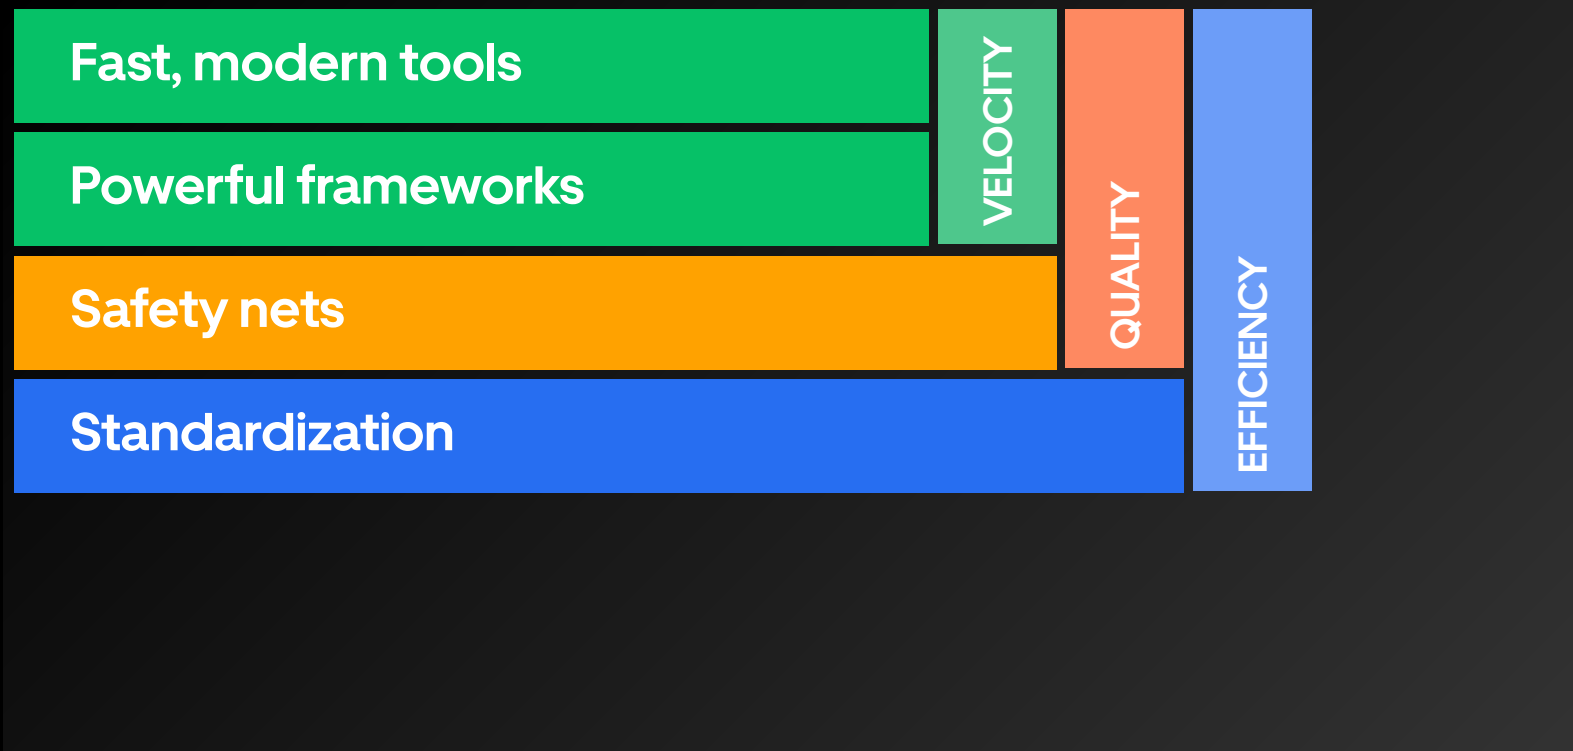 Fast, modern tools
Powerful frameworks
Safety nets
Standardization
VELOCITY
QUALITY
EFFICIENCY